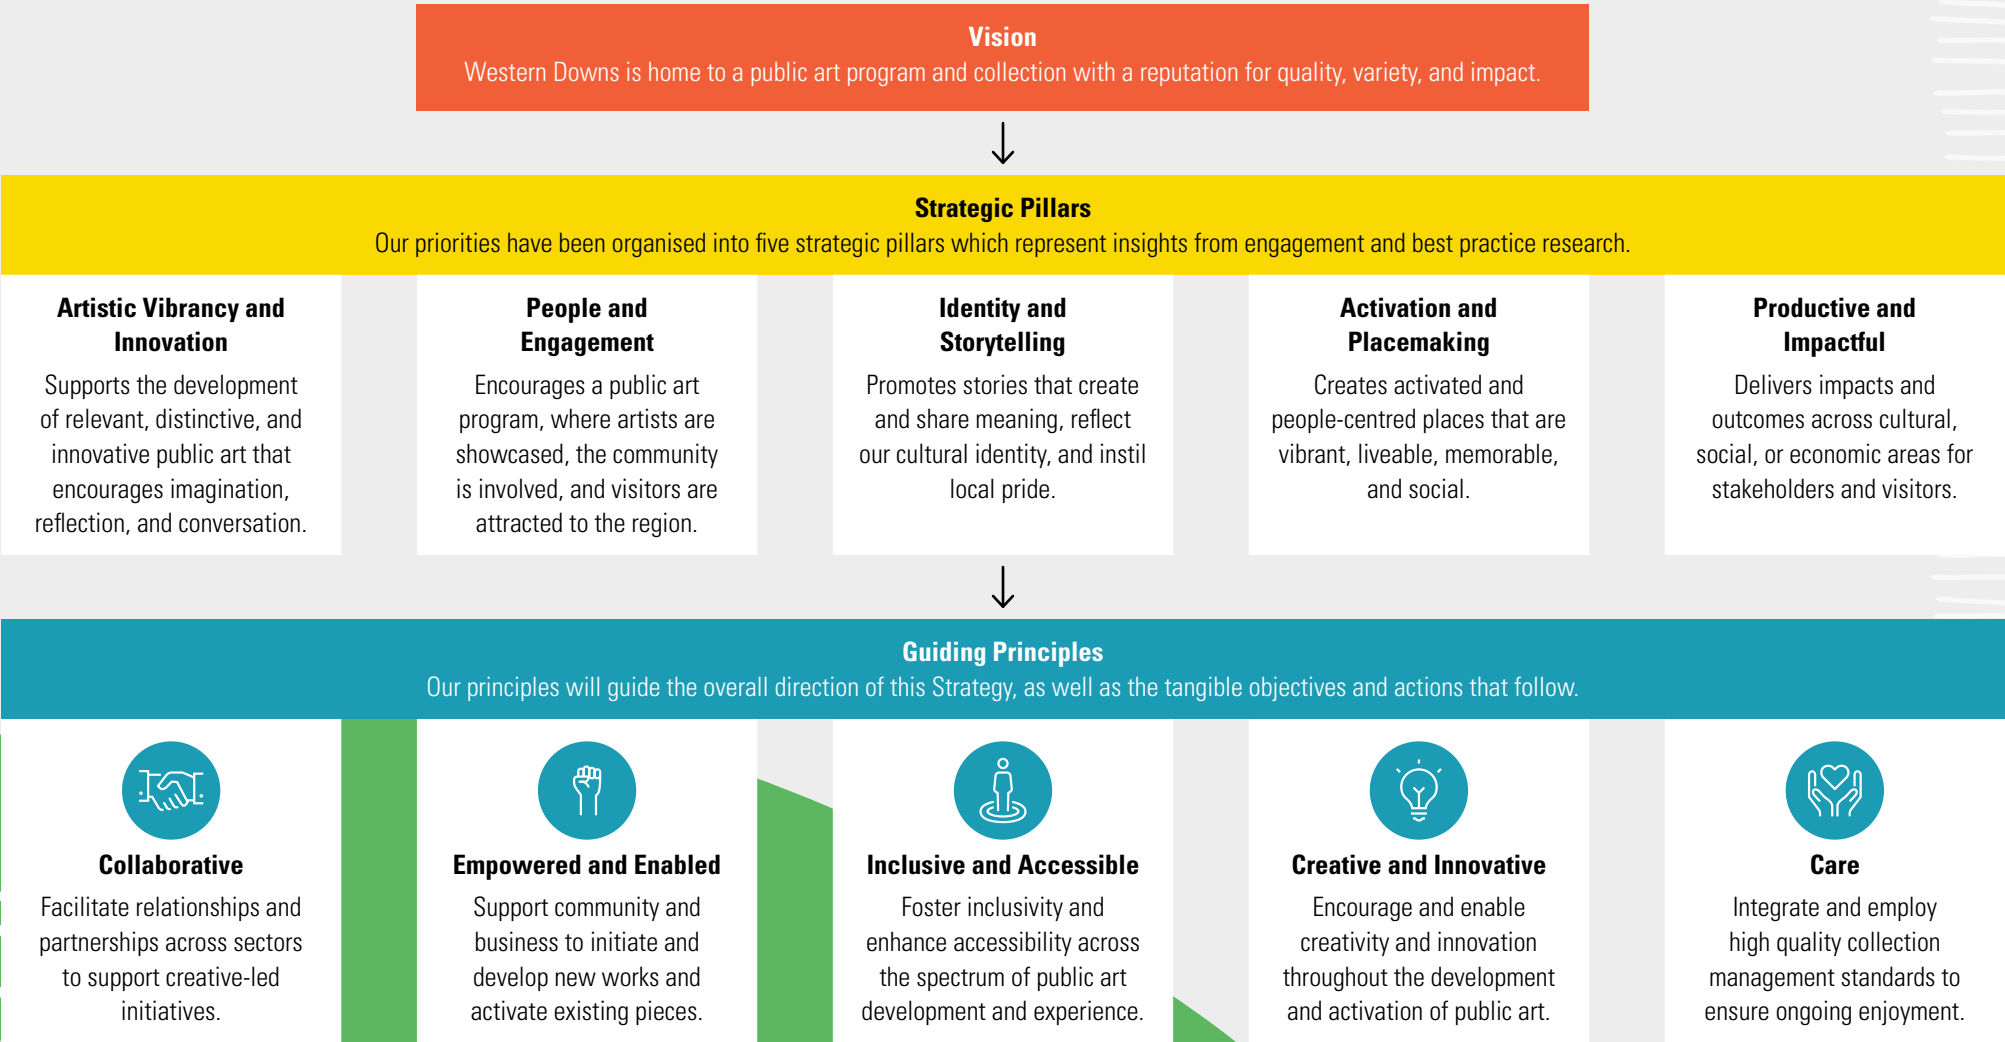 Vision
Western Downs is home to a public art program and collection with a reputation for quality, variety, and impact.
Strategic Pillars
Our priorities have been organised into five strategic pillars which represent insights from engagement and best practice research.
Artistic Vibrancy and
Innovation
Supports the development
of relevant, distinctive, and
innovative public art that
encourages imagination,
reflection, and conversation.
People and
Engagement
Encourages a public art
program, where artists are
showcased, the community
is involved, and visitors are
attracted to the region.
Identity and
Storytelling
Promotes stories that create
and share meaning, reflect
our cultural identity, and instil
local pride.
Activation and
Placemaking
Creates activated and
people-centred places that are
vibrant, liveable, memorable,
and social.
Productive and
Impactful
Delivers impacts and
outcomes across cultural,
social, or economic areas for
stakeholders and visitors.
Guiding Principles
Our principles will guide the overall direction of this Strategy, as well as the tangible objectives and actions that follow.
Collaborative
Facilitate relationships and
partnerships across sectors
to support creative-led
initiatives.
Empowered and Enabled
Support community and
business to initiate and
develop new works and
activate existing pieces.
Inclusive and Accessible
Foster inclusivity and
enhance accessibility across
the spectrum of public art
development and experience.
Creative and Innovative
Encourage and enable
creativity and innovation
throughout the development
and activation of public art.
Care
Integrate and employ
high quality collection
management standards to
ensure ongoing enjoyment.